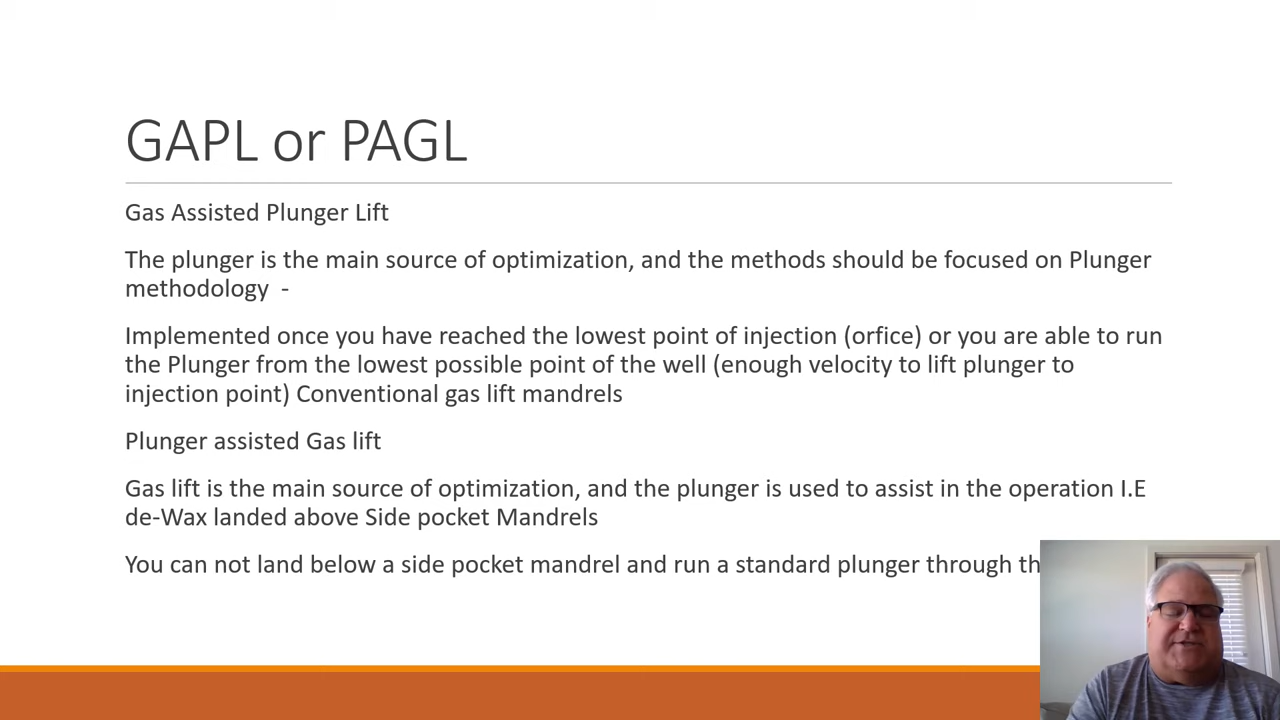 GAPL or PAGL
Gas Assisted Plunger Lift
The plunger is the main source of optimization, and the methods should be focused on Plunger
methodology -
Implemented once you have reached the lowest point of injection (orfice) or you are able to run
the Plunger from the lowest possible point of the well (enough velocity to lift plunger to
injection point) Conventional gas lift mandrels
Plunger assisted Gas lift
Gas lift is the main source of optimization, and the plunger is used to assist in the operation I.E
de-Wax landed above Side pocket Mandrels
You can not land below a side pocket mandrel and run a standard plunger through